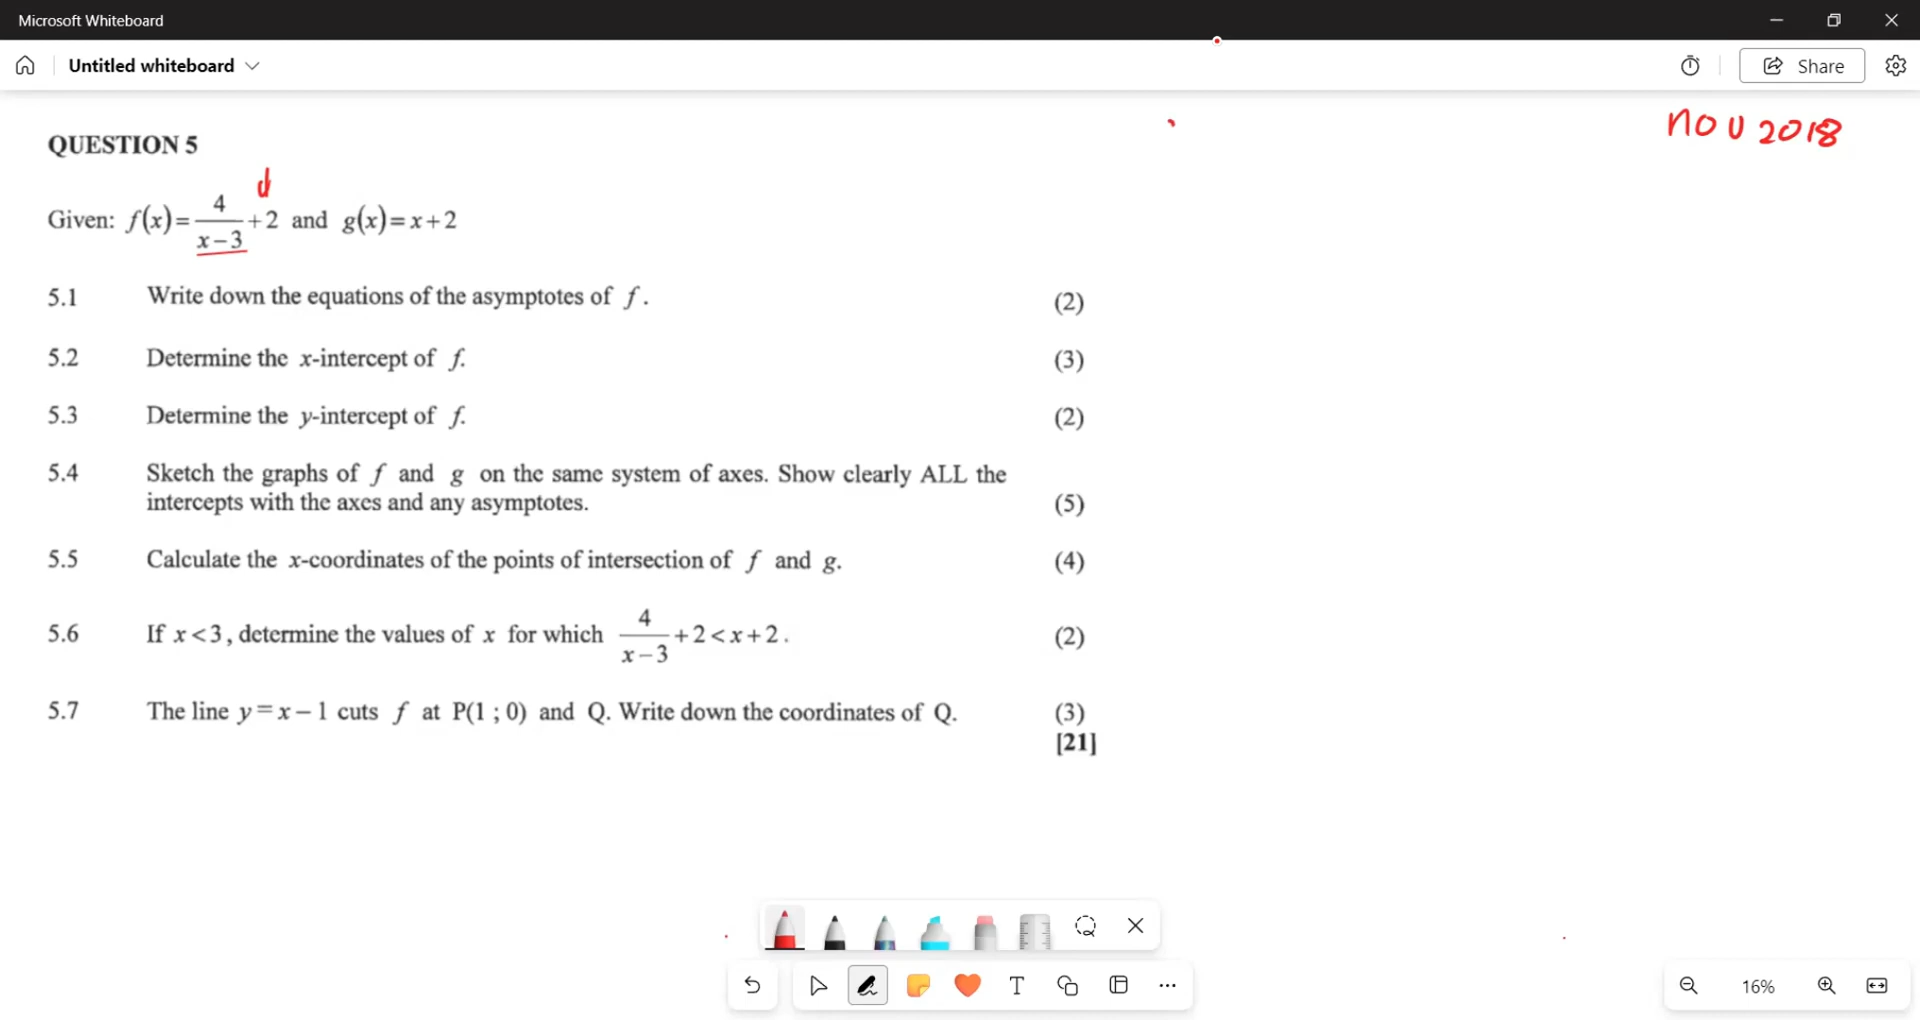 Microsoft Whiteboard
Untitled whiteboard
Share
nov 2018
QUESTION 5
Given: f(x) = 4/(x−3) + 2 and g(x) = x + 2
5.1 Write down the equations of the asymptotes of f. (2)
5.2 Determine the x-intercept of f. (3)
5.3 Determine the y-intercept of f. (2)
5.4 Sketch the graphs of f and g on the same system of axes. Show clearly ALL the
intercepts with the axes and any asymptotes. (5)
5.5 Calculate the x-coordinates of the points of intersection of f and g. (4)
5.6 If x < 3, determine the values of x for which 4/(x−3) + 2 < x + 2. (2)
5.7 The line y = x − 1 cuts f at P(1 ; 0) and Q. Write down the coordinates of Q. (3)
[21]
16%